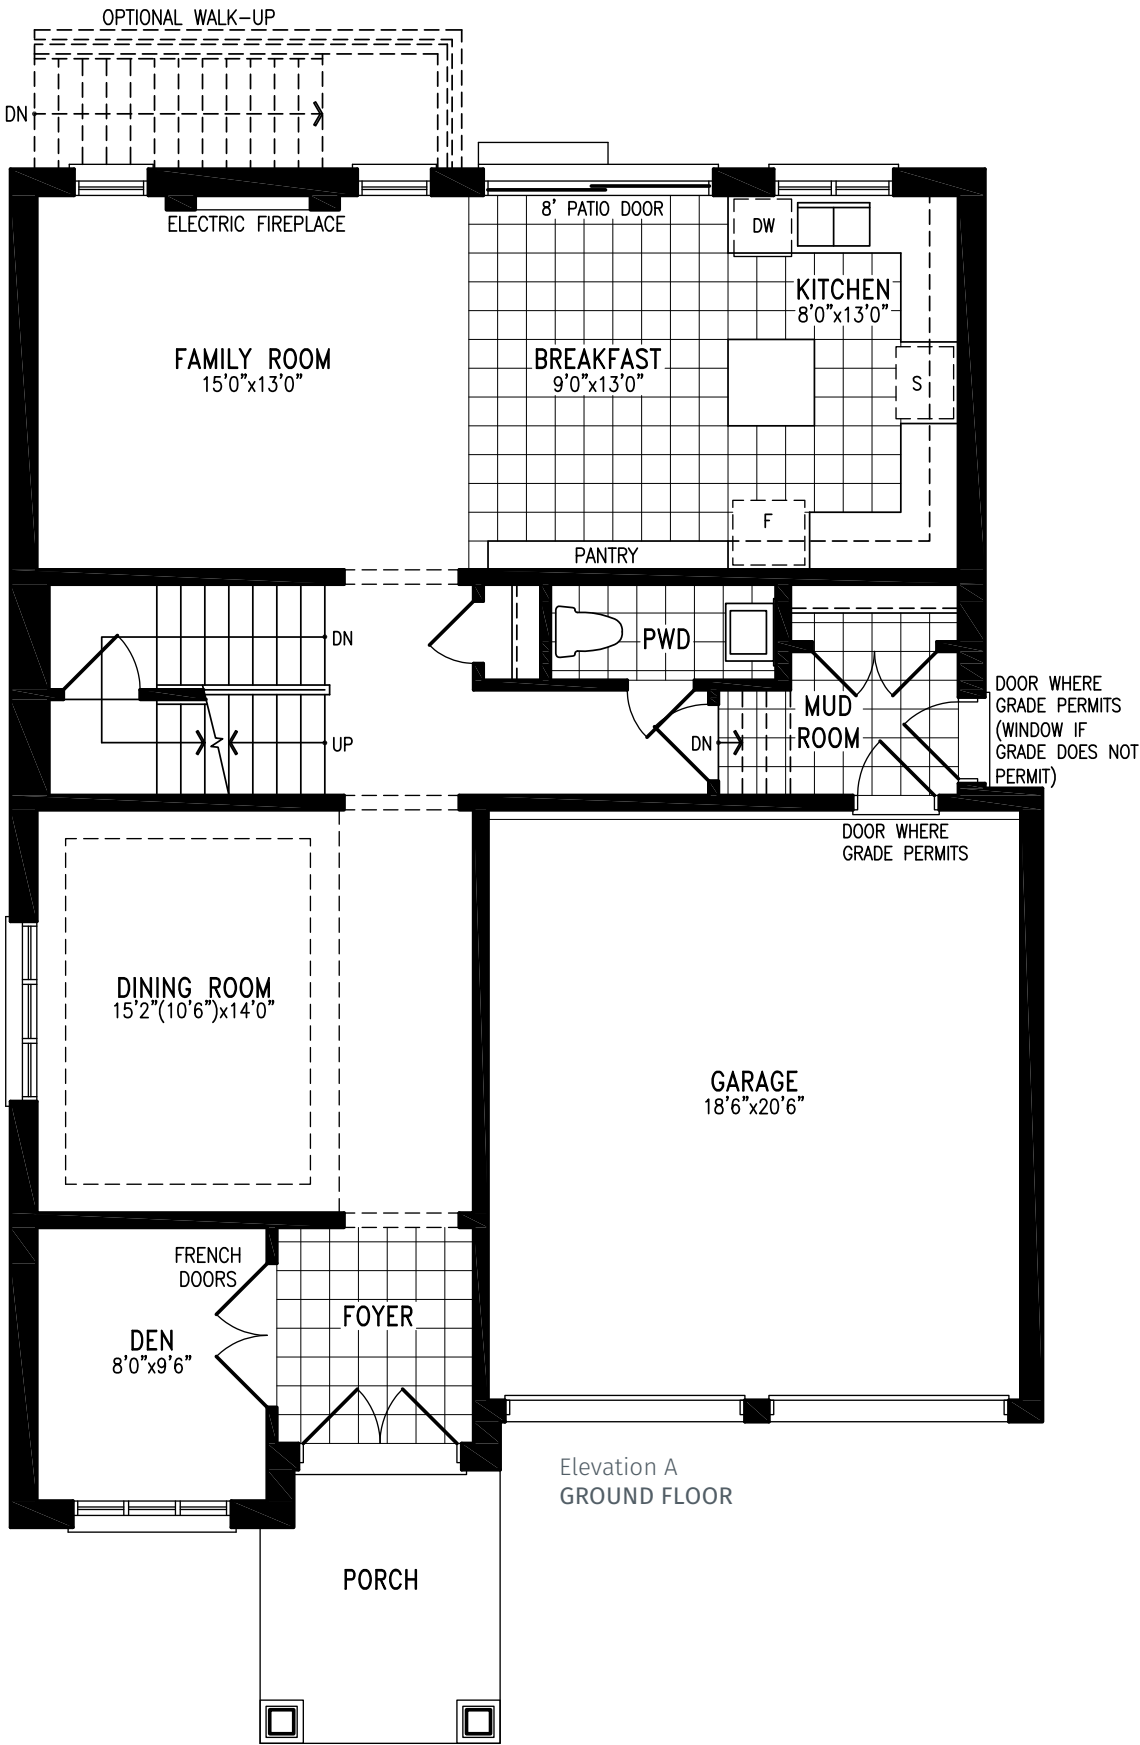 OPTIONAL WALK-UP
DN
ELECTRIC FIREPLACE
8' PATIO DOOR
DW
KITCHEN
8'0"x13'0"
FAMILY ROOM
15'0"x13'0"
BREAKFAST
9'0"x13'0"
S
F
PANTRY
DN
PWD
UP
DN
MUD
ROOM
DOOR WHERE
GRADE PERMITS
(WINDOW IF
GRADE DOES NOT
PERMIT)
DOOR WHERE
GRADE PERMITS
DINING ROOM
15'2"(10'6")x14'0"
GARAGE
18'6"x20'6"
FRENCH
DOORS
FOYER
DEN
8'0"x9'6"
Elevation A
GROUND FLOOR
PORCH